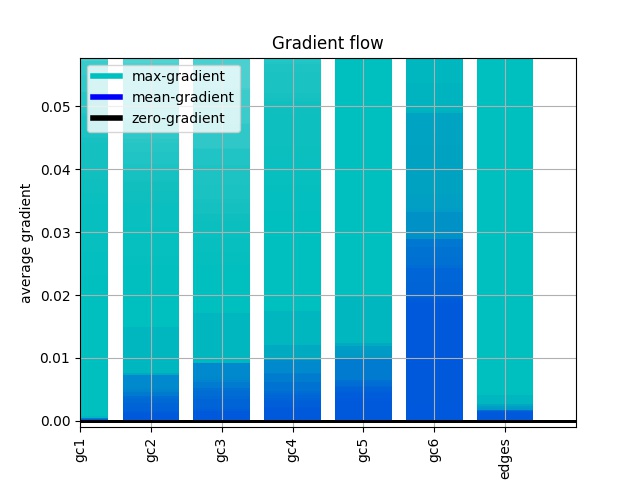 Gradient flow
max-gradient
mean-gradient
zero-gradient
average gradient
0.05
0.04
0.03
0.02
0.01
0.00
gc1
gc2
gc3
gc4
gc5
gc6
edges